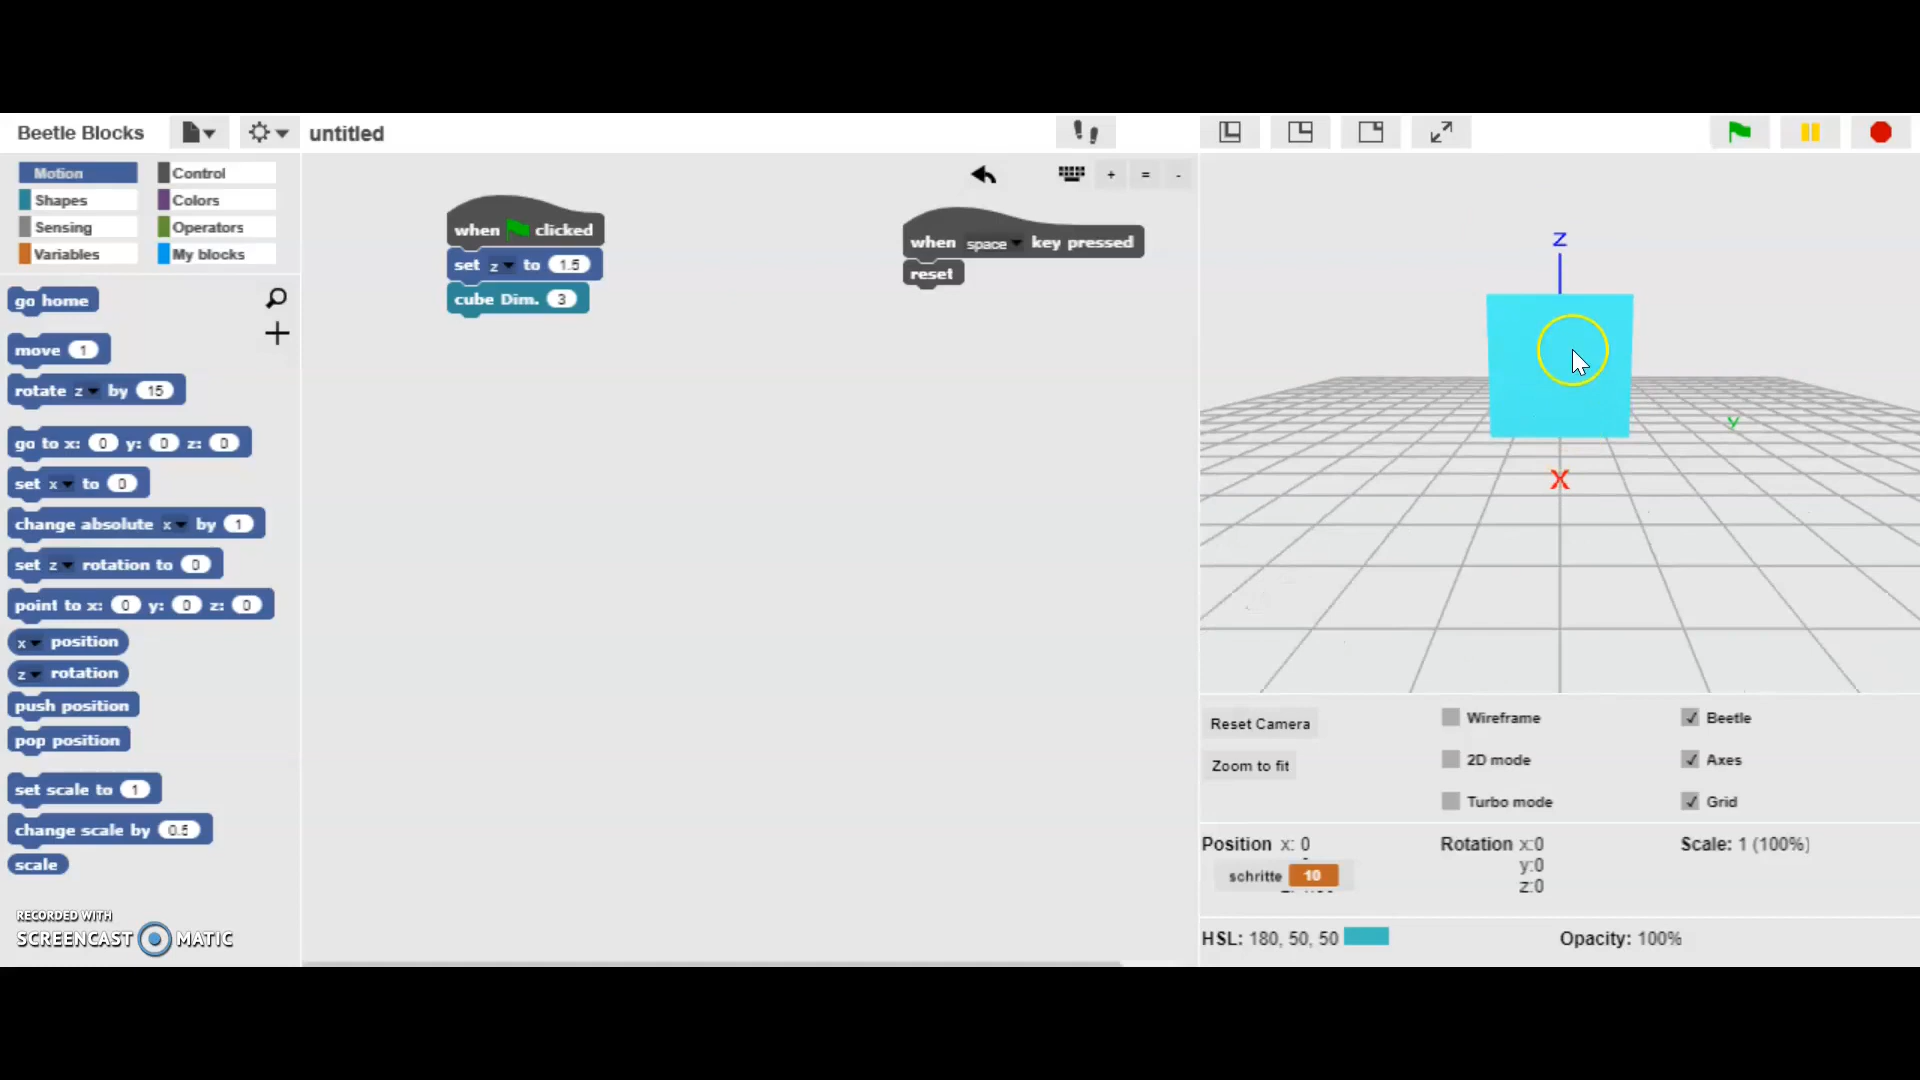 Beetle Blocks
untitled
Motion
Control
Shapes
Colors
Sensing
Operators
Variables
My blocks
go home
move 1
rotate z by 15
go to x: 0 y: 0 z: 0
set x to 0
change absolute x by 1
set z rotation to 0
point to x: 0 y: 0 z: 0
x position
z rotation
push position
pop position
set scale to 1
change scale by 0.5
scale
RECORDED WITH
SCREENCAST MATIC
when clicked
set z to 1.5
cube Dim. 3
+ = -
when space key pressed
reset
Z
y
X
Reset Camera
Wireframe
Beetle
Zoom to fit
2D mode
Axes
Turbo mode
Grid
Position x: 0
schritte 10
Rotation x:0
y:0
z:0
Scale: 1 (100%)
HSL: 180, 50, 50
Opacity: 100%